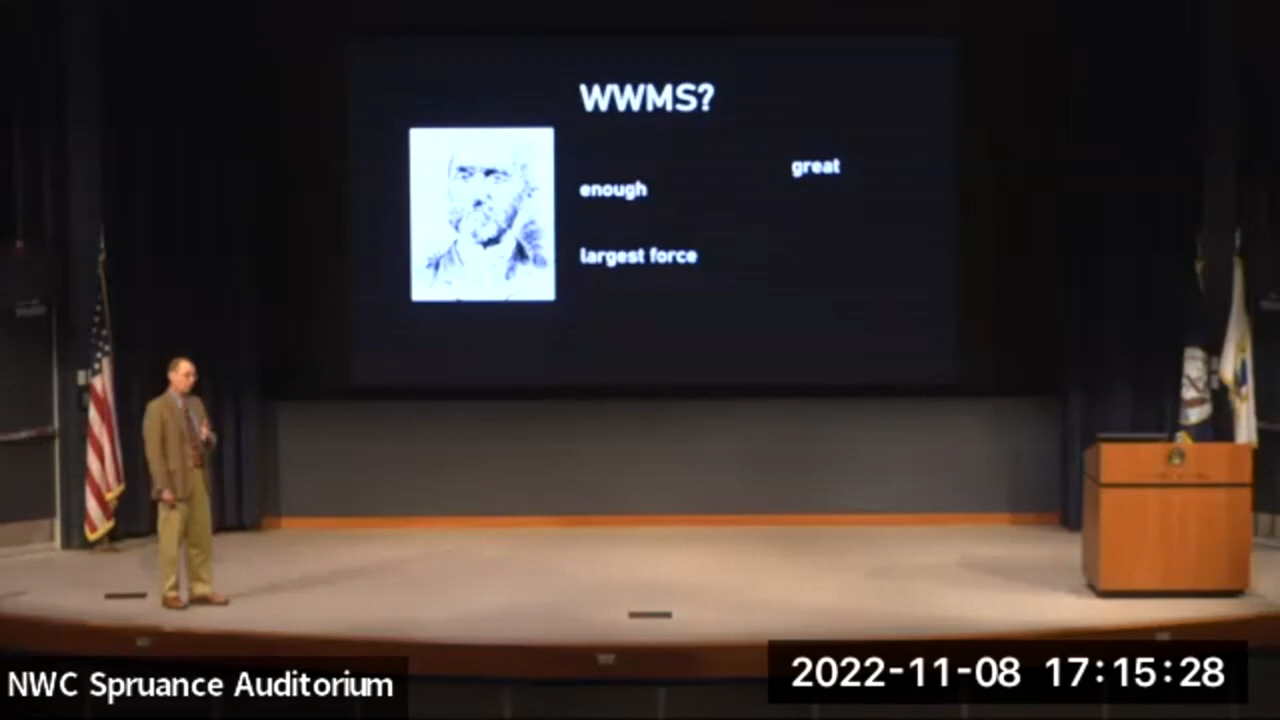 WWMS?
great
enough
largest force
NWC Spruance Auditorium
2022-11-08 17:15:28